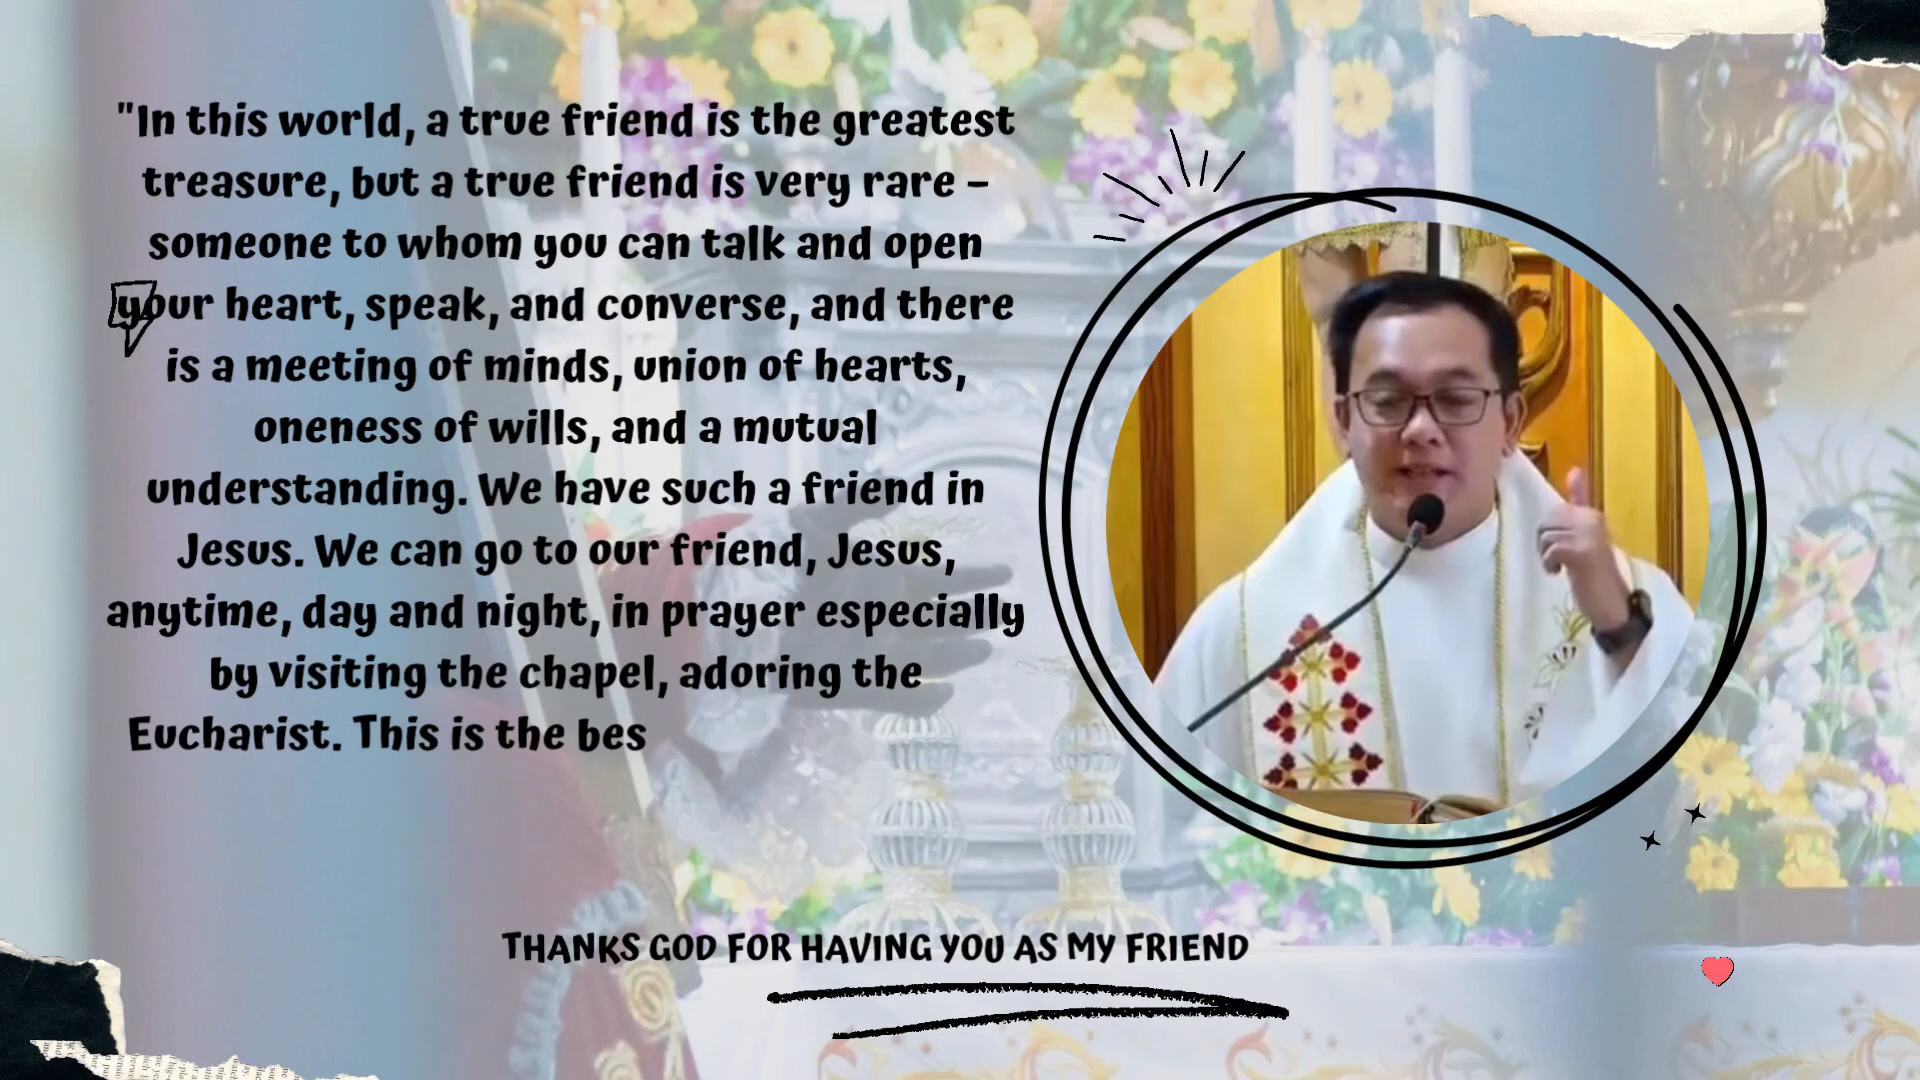 "In this world, a true friend is the greatest
treasure, but a true friend is very rare –
someone to whom you can talk and open
your heart, speak, and converse, and there
is a meeting of minds, union of hearts,
oneness of wills, and a mutual
understanding. We have such a friend in
Jesus. We can go to our friend, Jesus,
anytime, day and night, in prayer especially
by visiting the chapel, adoring the
Eucharist. This is the bes
THANKS GOD FOR HAVING YOU AS MY FRIEND